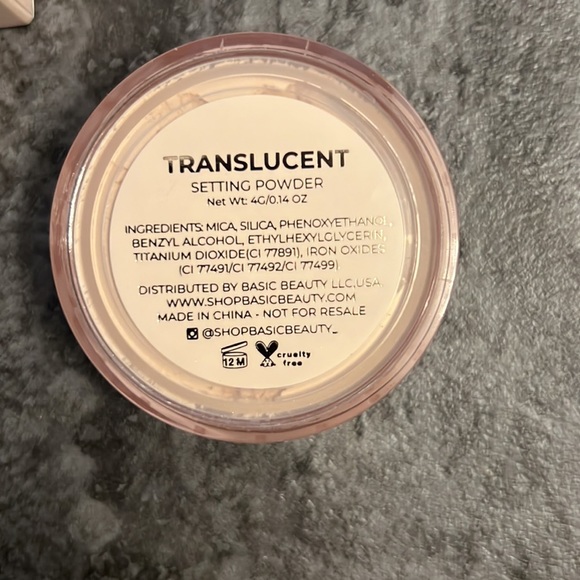 TRANSLUCENT
SETTING POWDER
Net Wt: 4G/0.14 OZ
INGREDIENTS: MICA, SILICA, PHENOXYETHANOL,
BENZYL ALCOHOL, ETHYLHEXYLGLYCERIN,
TITANIUM DIOXIDE(CI 77891), IRON OXIDES
(CI 77491/CI 77492/CI 77499)
DISTRIBUTED BY BASIC BEAUTY LLC,USA
WWW.SHOPBASICBEAUTY.COM
MADE IN CHINA - NOT FOR RESALE
@SHOPBASICBEAUTY_
12M
cruelty
free